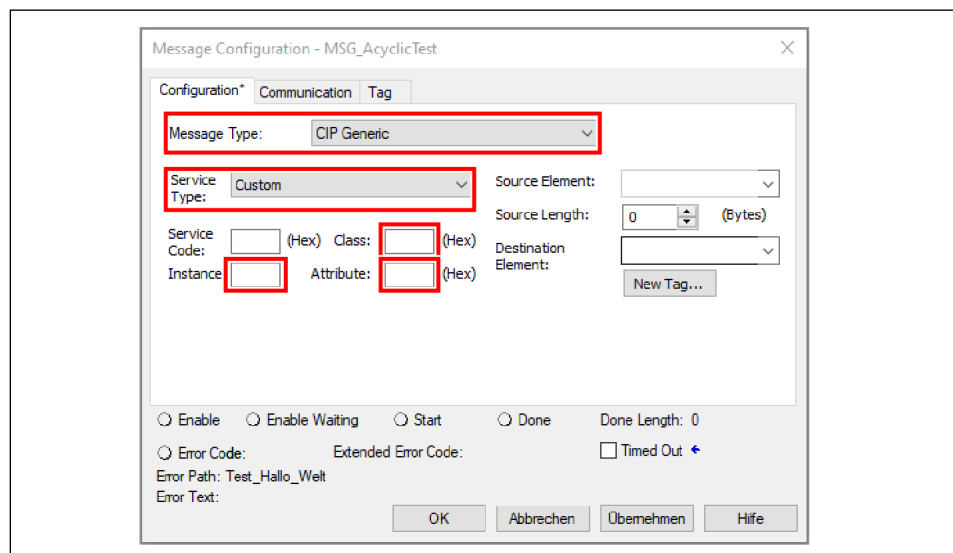 Message Configuration - MSG_AcyclicTest
Configuration* Communication Tag
Message Type: CIP Generic
Service Type: Custom
Source Element:
Source Length: 0 (Bytes)
Service Code: (Hex) Class: (Hex)
Destination Element:
Instance Attribute: (Hex)
New Tag...
Enable Enable Waiting Start Done Done Length: 0
Error Code: Extended Error Code: Timed Out
Error Path: Test_Hallo_Welt
Error Text:
OK Abbrechen Übernehmen Hilfe